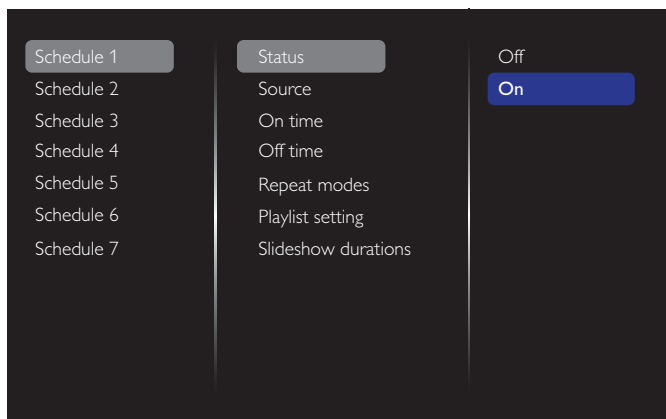 Schedule 1
Schedule 2
Schedule 3
Schedule 4
Schedule 5
Schedule 6
Schedule 7
Status
Source
On time
Off time
Repeat modes
Playlist setting
Slideshow durations
Off
On